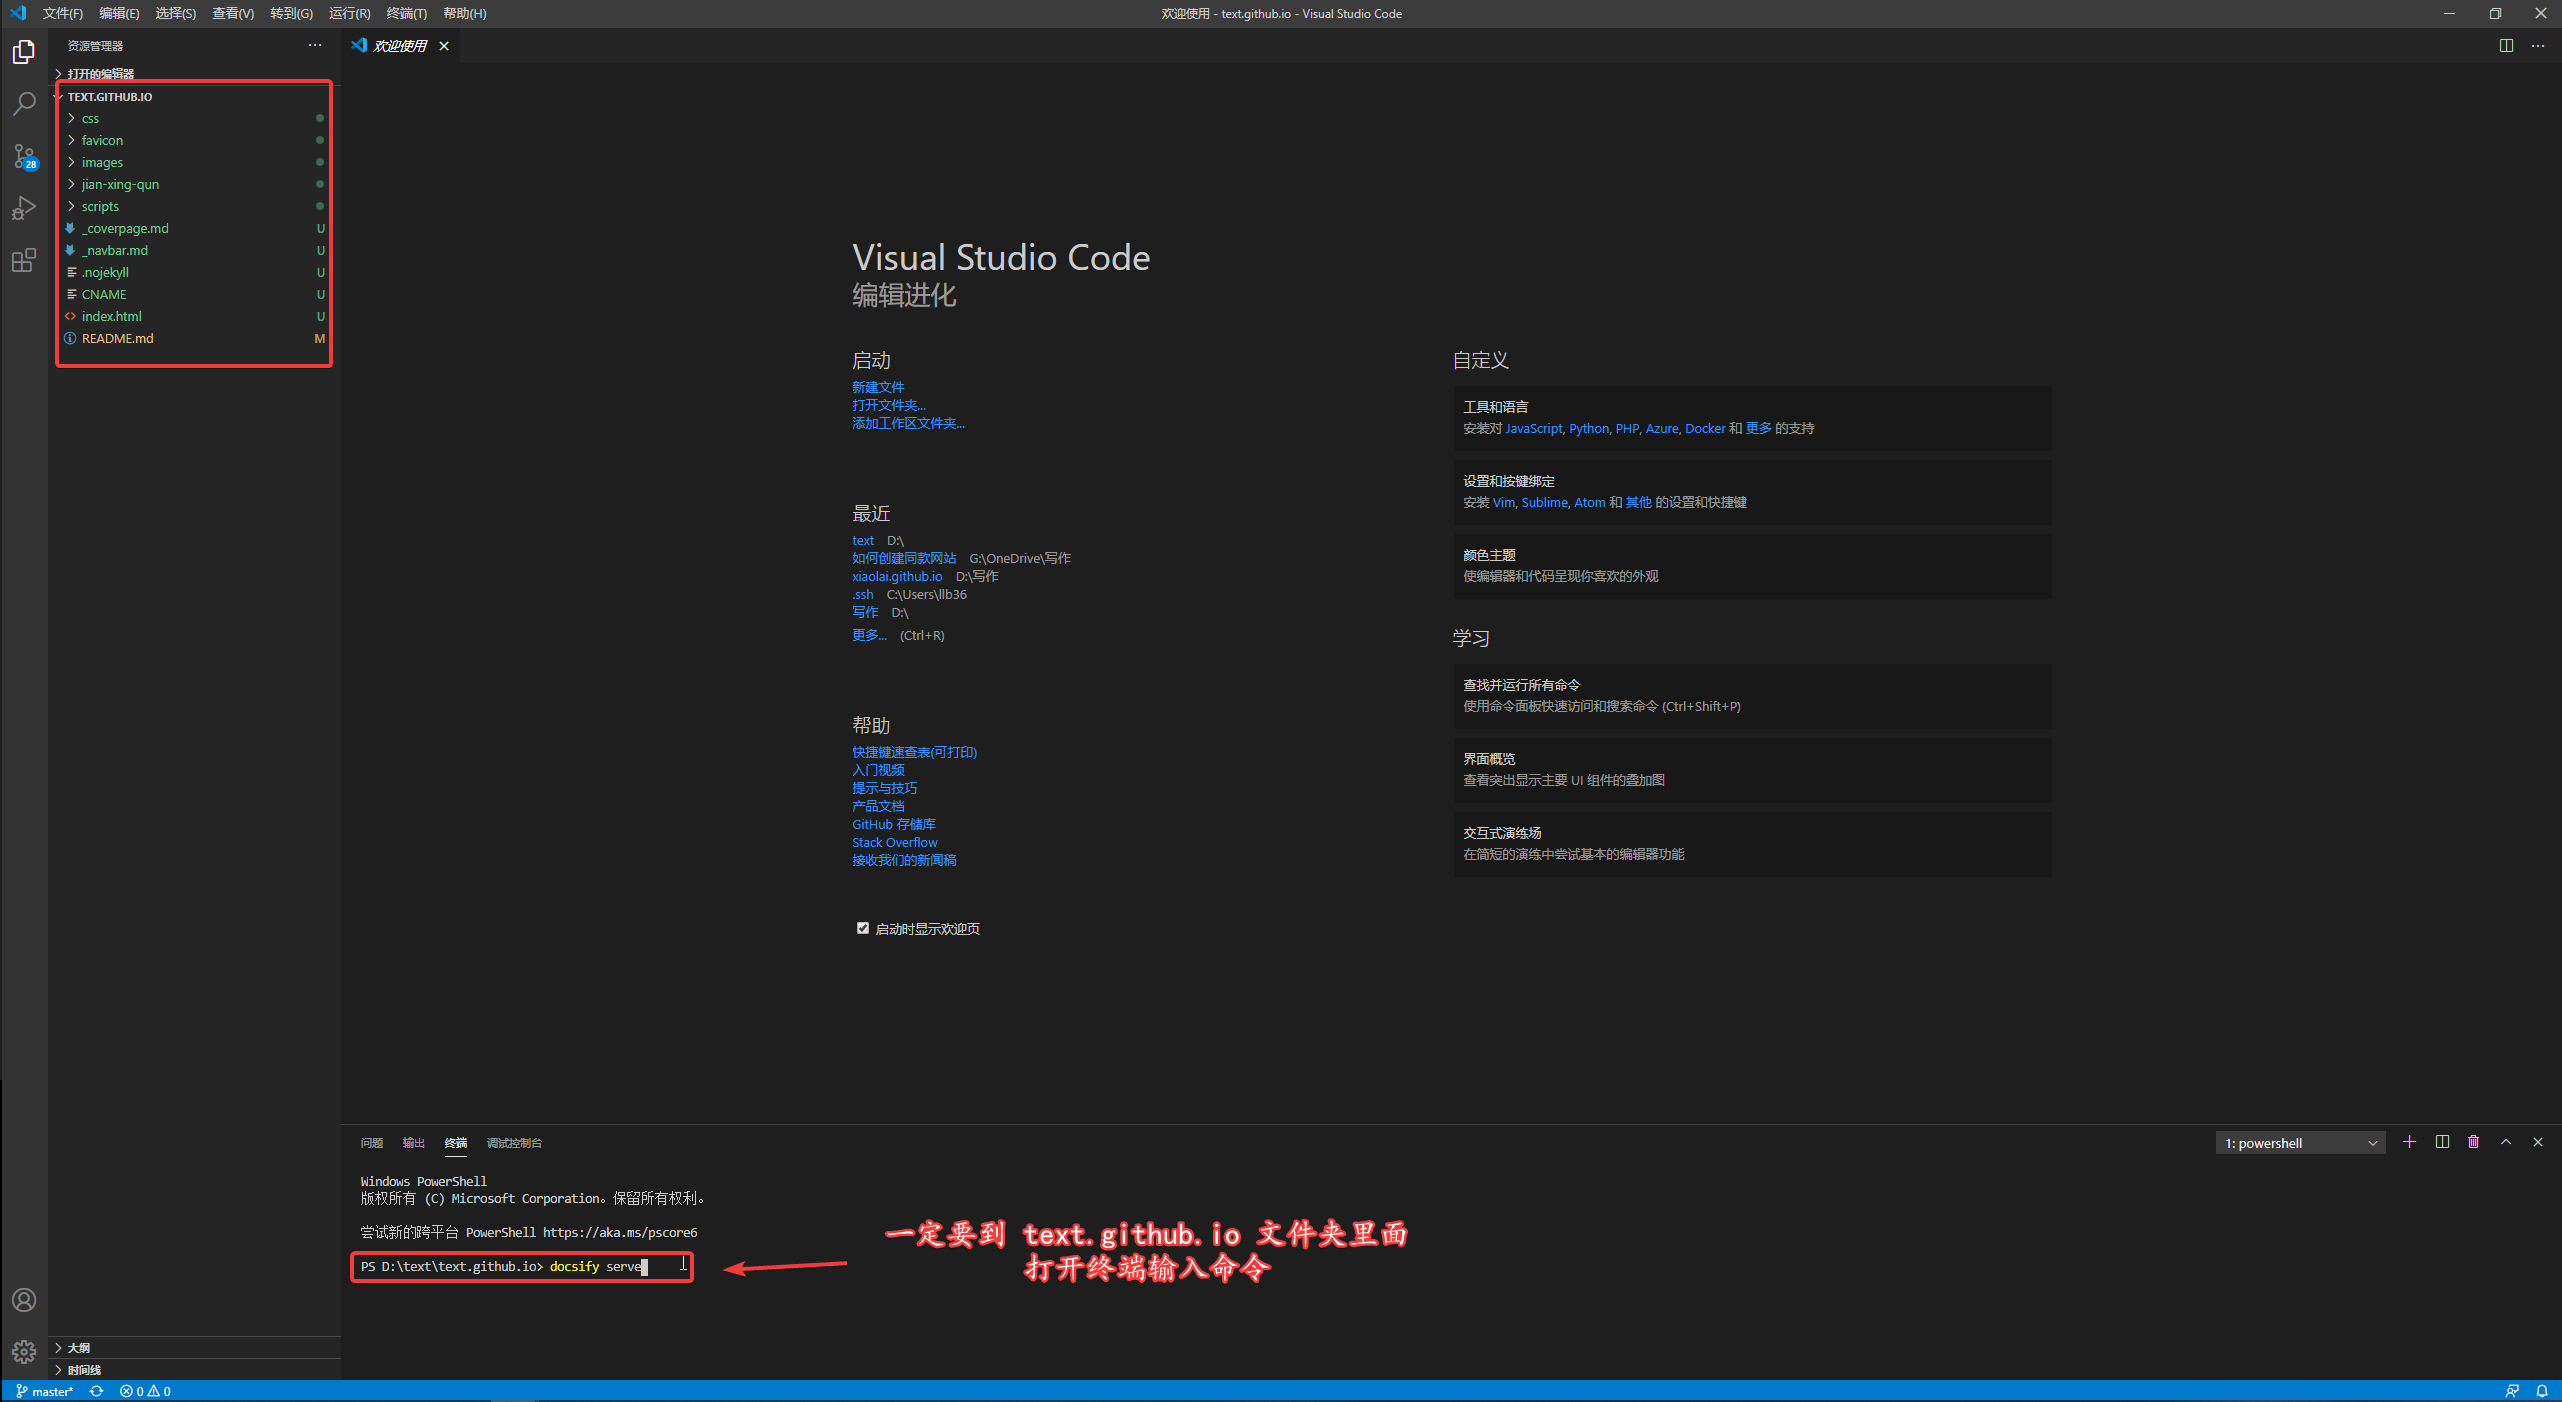 文件(F) 编辑(E) 选择(S) 查看(V) 转到(G) 运行(R) 终端(T) 帮助(H)
欢迎使用 - text.github.io - Visual Studio Code
资源管理器
欢迎使用
打开的编辑器
TEXT.GITHUB.IO
css
favicon
images
28
jian-xing-qun
scripts
_coverpage.md U
_navbar.md U
.nojekyll U
CNAME U
index.html U
README.md M
Visual Studio Code
编辑进化
启动
新建文件
打开文件夹...
添加工作区文件夹...
最近
text D:\
如何创建同款网站 G:\OneDrive\写作
xiaolai.github.io D:\写作
.ssh C:\Users\llb36
写作 D:\
更多... (Ctrl+R)
帮助
快捷键速查表(可打印)
入门视频
提示与技巧
产品文档
GitHub 存储库
Stack Overflow
接收我们的新闻稿
启动时显示欢迎页
自定义
工具和语言
安装对 JavaScript, Python, PHP, Azure, Docker 和 更多 的支持
设置和按键绑定
安装 Vim, Sublime, Atom 和 其他 的设置和快捷键
颜色主题
使编辑器和代码呈现你喜欢的外观
学习
查找并运行所有命令
使用命令面板快速访问和搜索命令 (Ctrl+Shift+P)
界面概览
查看突出显示主要 UI 组件的叠加图
交互式演练场
在简短的演练中尝试基本的编辑器功能
问题 输出 终端 调试控制台
1: powershell
Windows PowerShell
版权所有 (C) Microsoft Corporation。保留所有权利。
尝试新的跨平台 PowerShell https://aka.ms/pscore6
PS D:\text\text.github.io> docsify serve
一定要到 text.github.io 文件夹里面
打开终端输入命令
大纲
时间线
master* 0 0